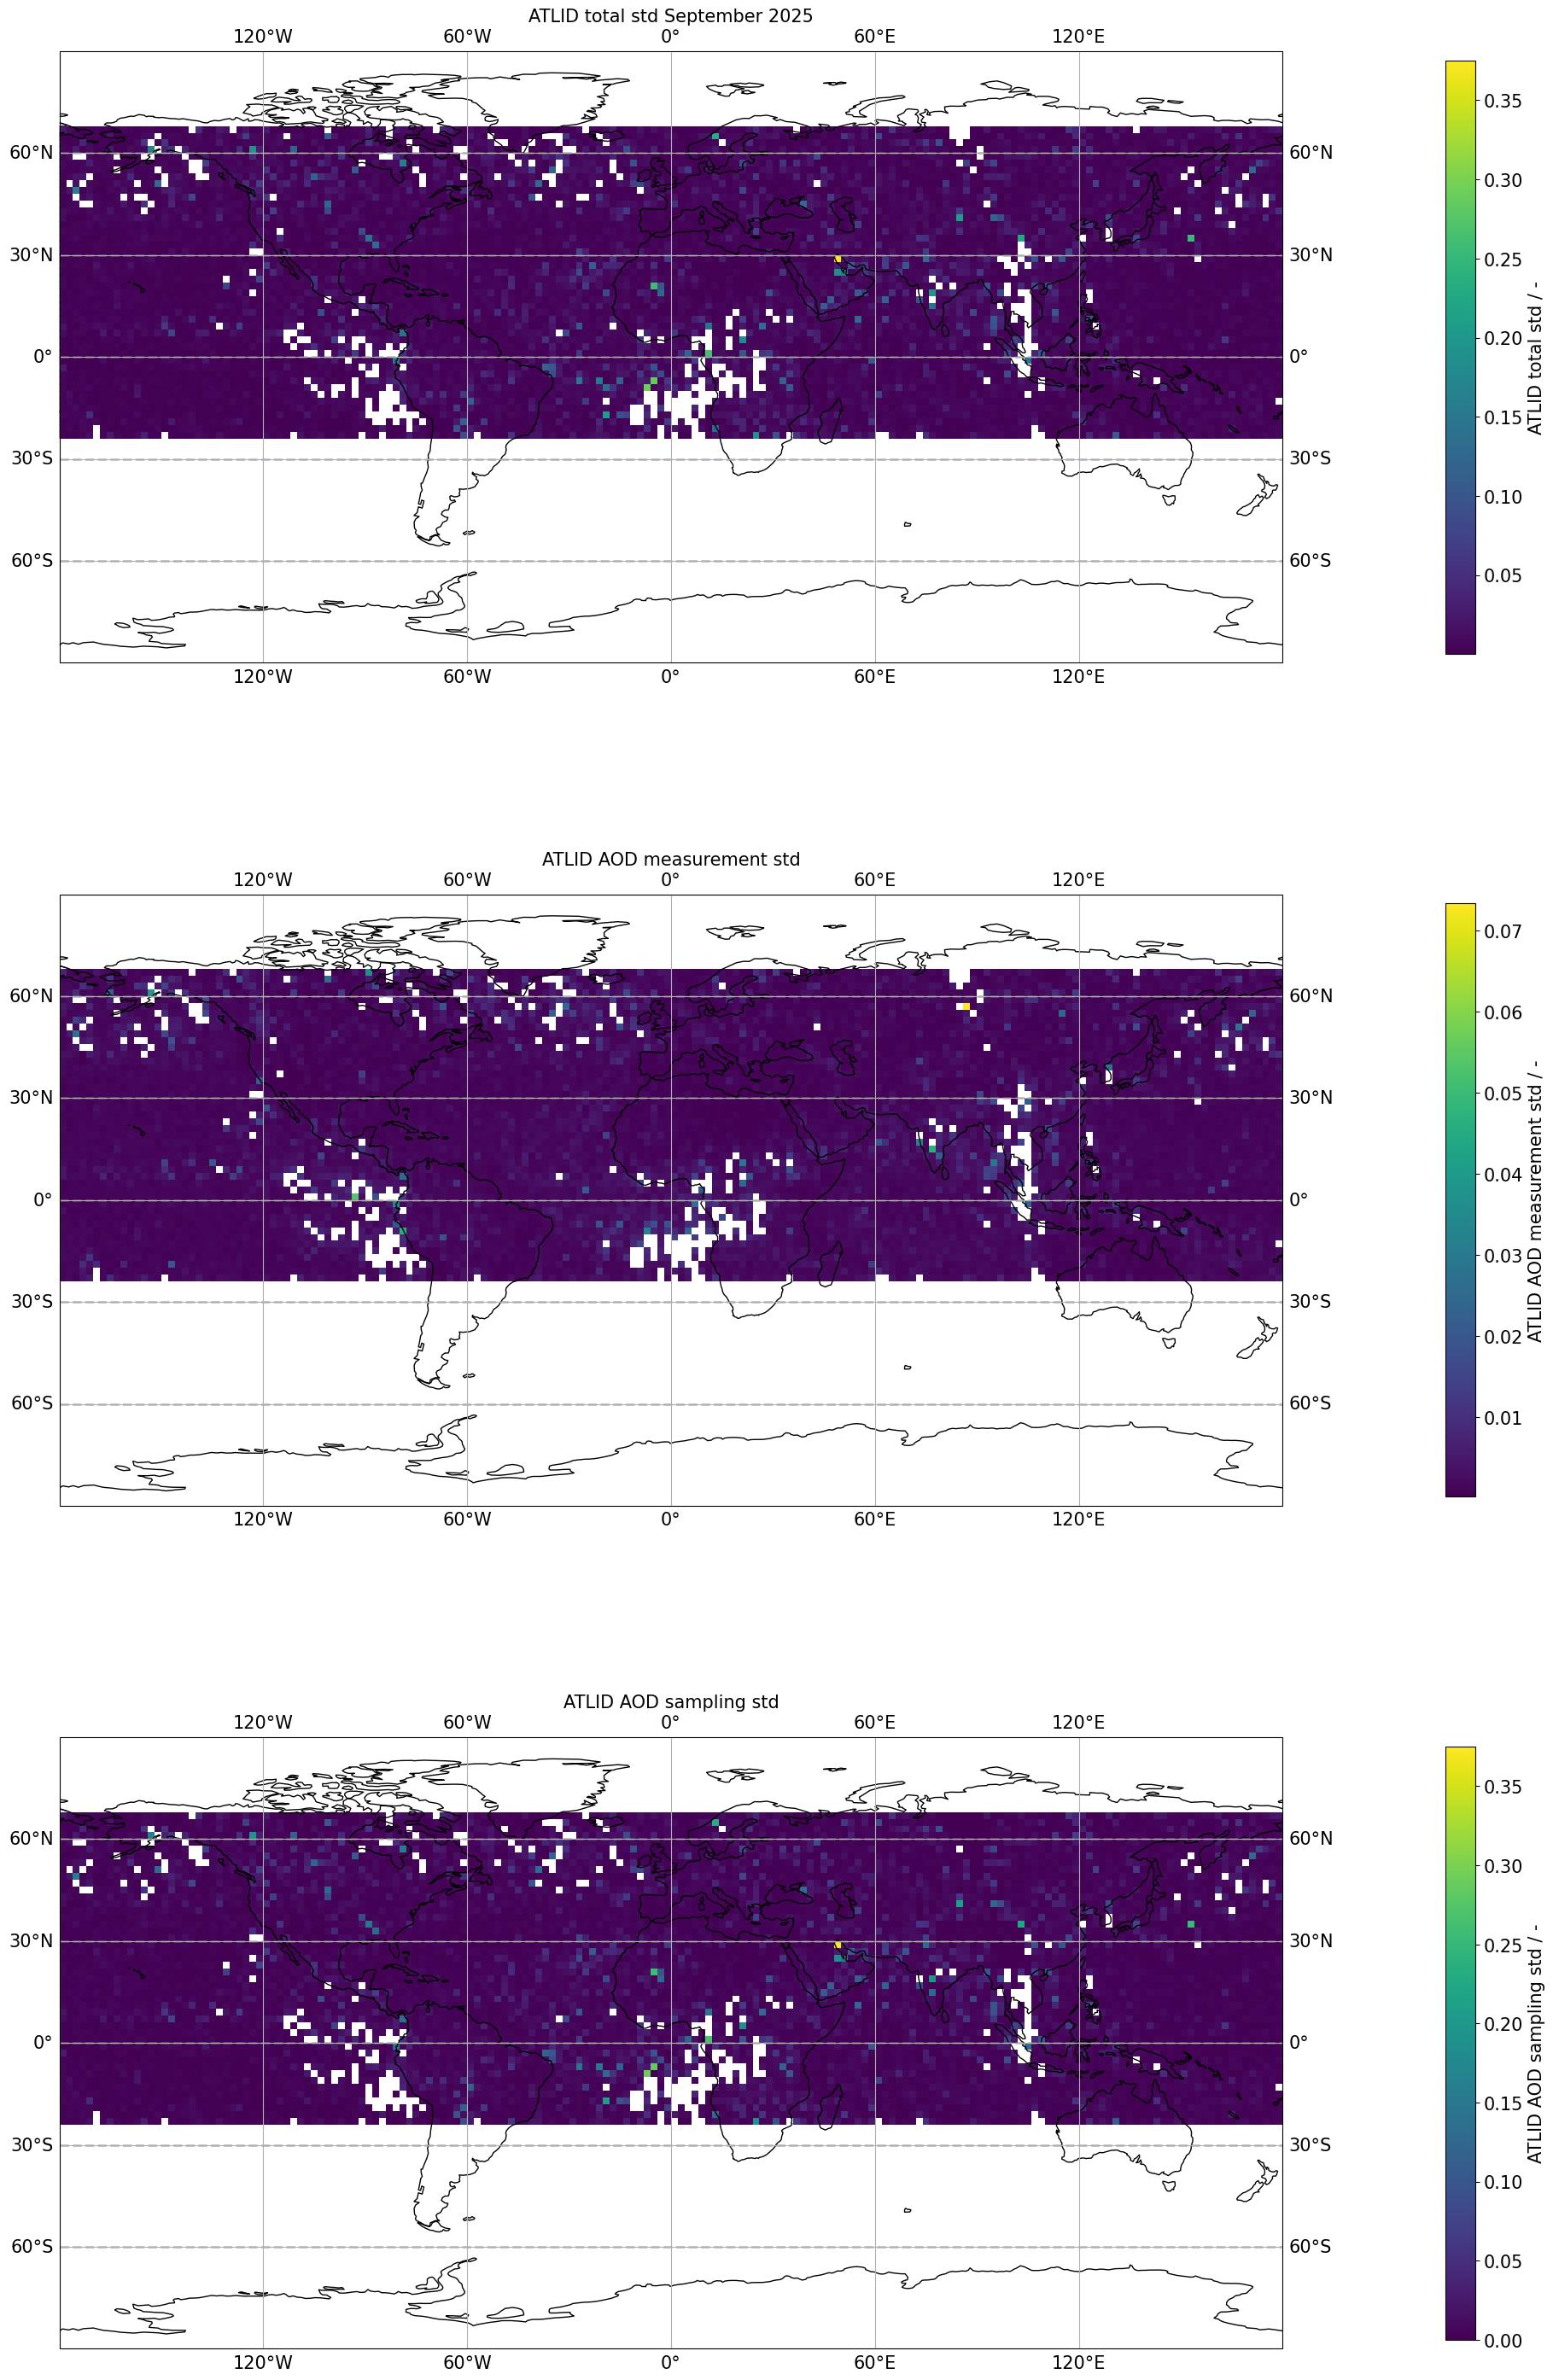 ATLID total std September 2025
120°W 60°W 0° 60°E 120°E
60°N 60°N
30°N 30°N
0° 0°
30°S 30°S
60°S 60°S
120°W 60°W 0° 60°E 120°E
0.35
0.30
0.25
0.20
0.15
0.10
0.05
ATLID total std / -
ATLID AOD measurement std
120°W 60°W 0° 60°E 120°E
60°N 60°N
30°N 30°N
0° 0°
30°S 30°S
60°S 60°S
120°W 60°W 0° 60°E 120°E
0.07
0.06
0.05
0.04
0.03
0.02
0.01
ATLID AOD measurement std / -
ATLID AOD sampling std
120°W 60°W 0° 60°E 120°E
60°N 60°N
30°N 30°N
0° 0°
30°S 30°S
60°S 60°S
120°W 60°W 0° 60°E 120°E
0.35
0.30
0.25
0.20
0.15
0.10
0.05
0.00
ATLID AOD sampling std / -